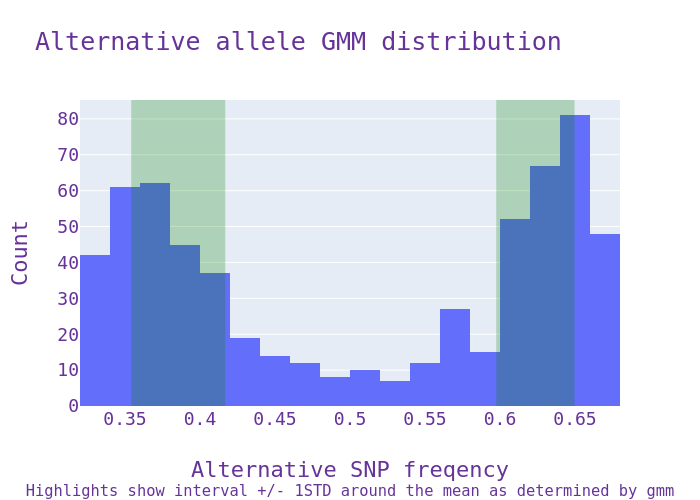 Alternative allele GMM distribution
80
70
60
50
40
30
20
10
0
Count
0.35 0.4 0.45 0.5 0.55 0.6 0.65
Alternative SNP freqency
Highlights show interval +/- 1STD around the mean as determined by gmm